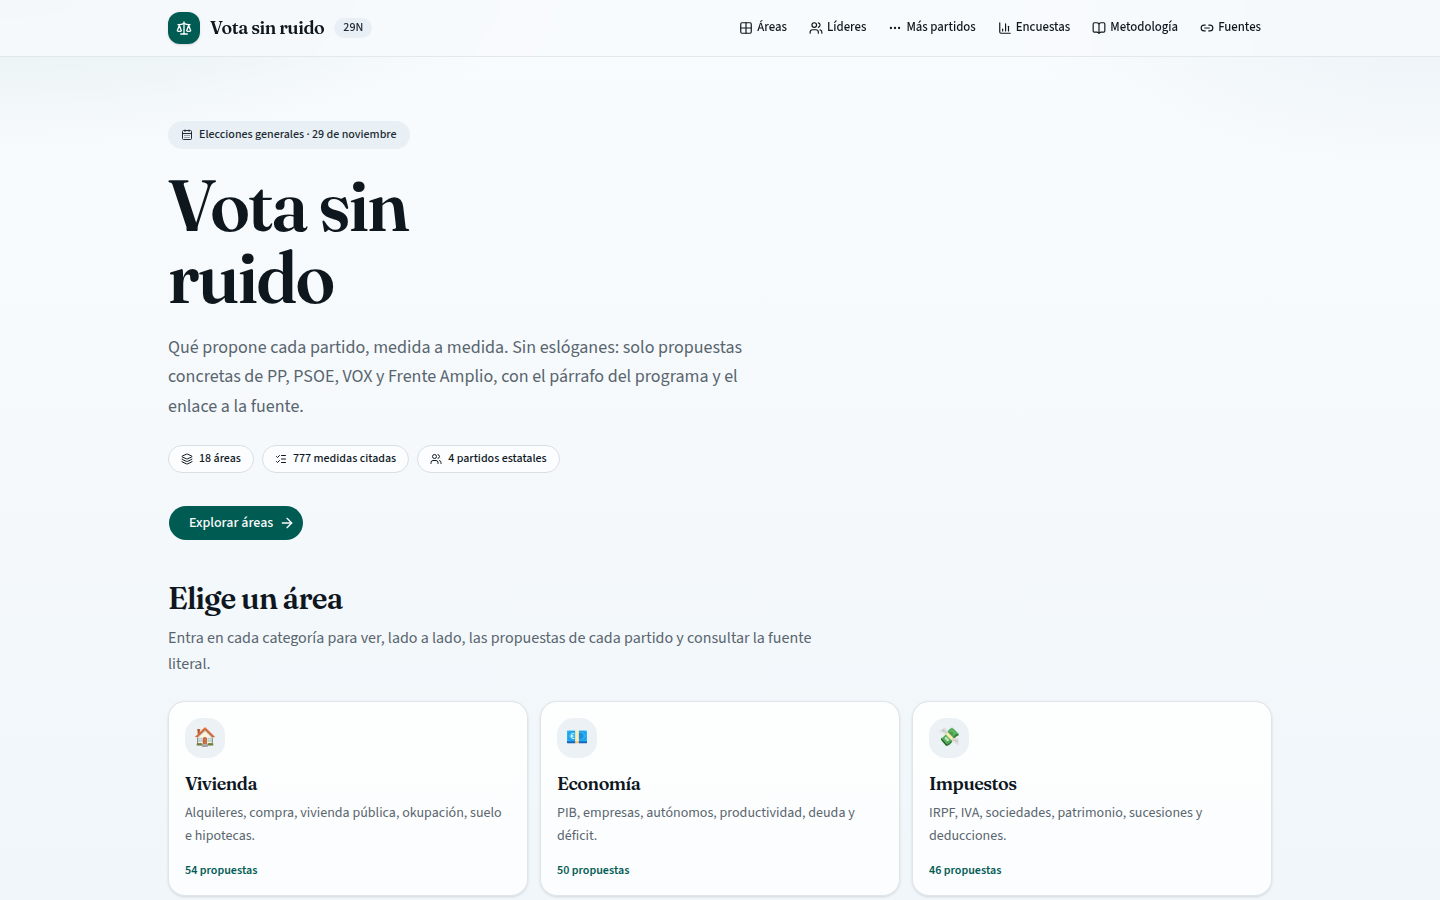 Vota sin ruido 29N
Áreas Líderes Más partidos Encuestas Metodología Fuentes
Elecciones generales · 29 de noviembre
Vota sin
ruido
Qué propone cada partido, medida a medida. Sin eslóganes: solo propuestas
concretas de PP, PSOE, VOX y Frente Amplio, con el párrafo del programa y el
enlace a la fuente.
18 áreas 777 medidas citadas 4 partidos estatales
Explorar áreas
Elige un área
Entra en cada categoría para ver, lado a lado, las propuestas de cada partido y consultar la fuente
literal.
Vivienda
Alquileres, compra, vivienda pública, okupación, suelo
e hipotecas.
54 propuestas
Economía
PIB, empresas, autónomos, productividad, deuda y
déficit.
50 propuestas
Impuestos
IRPF, IVA, sociedades, patrimonio, sucesiones y
deducciones.
46 propuestas